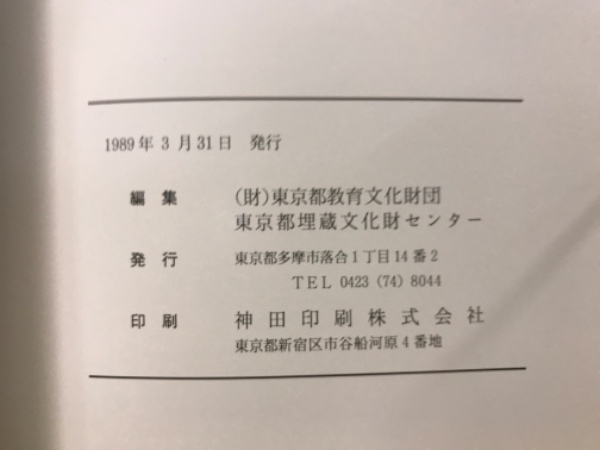 1989年 3 月31日 発行
編 集 (財)東京都教育文化財団
東京都埋蔵文化財センター
発 行 東京都多摩市落合1丁目14番2
TEL 0423 (74) 8044
印 刷 神田印刷株式会社
東京都新宿区市谷船河原4番地